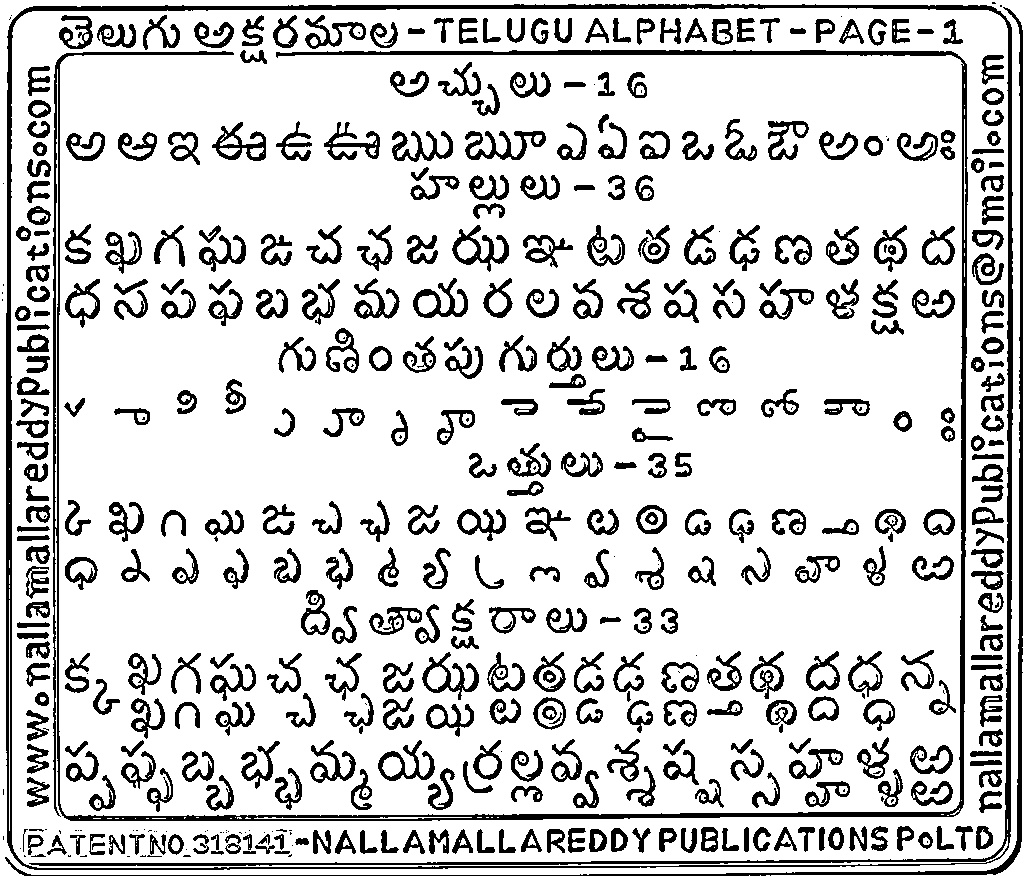 తెలుగు అక్షరమాల - TELUGU ALPHABET - PAGE - 1
www.nallamallareddyPublications.com
అచ్చులు - 16
అ ఆ ఇ ఈ ఉ ఊ ఋ ౠ ఎ ఏ ఐ ఒ ఓ ఔ అం అః
హల్లులు - 36
క ఖ గ ఘ ఙ చ ఛ జ ఝ ఞ ట ఠ డ ఢ ణ త థ ద
ధ న ప ఫ బ భ మ య ర ల వ శ ష స హ ళ క్ష ఱ
గుణింతపు గుర్తులు - 16
ఒత్తులు - 35
ద్విత్వాక్షరాలు - 33
క్క ఖ్ఖ గ్గ ఘ్ఘ చ్చ ఛ్ఛ జ్జ ఝ్ఝ ట్ట ఠ్ఠ డ్డ ఢ్ఢ ణ్ణ త్త థ్థ ద్ద ధ్ధ న్న
ప్ప ఫ్ఫ బ్బ భ్భ మ్మ య్య ర్ర ల్ల వ్వ శ్శ ష్ష స్స హ్హ ళ్ళ ఱ్ఱ
nallamallareddyPublications@gmail.com
PATENT NO 318141 - NALLAMALLAREDDY PUBLICATIONS PoLTD